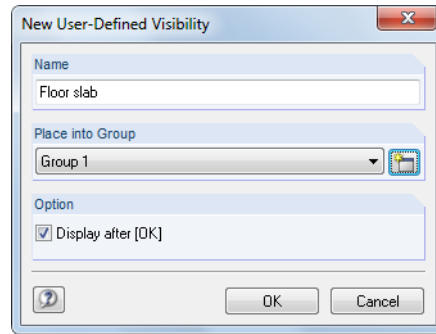 New User-Defined Visibility
Name
Floor slab
Place into Group
Group 1
Option
Display after [OK]
OK Cancel